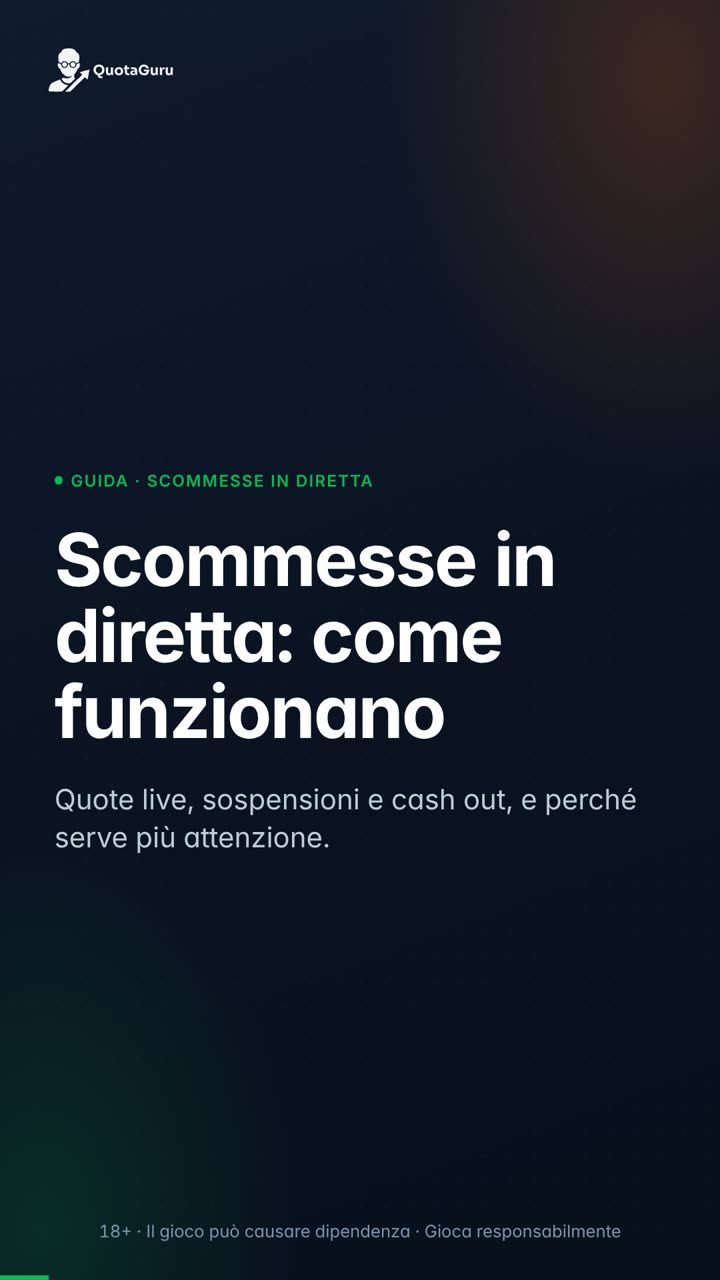 QuotaGuru
GUIDA · SCOMMESSE IN DIRETTA
Scommesse in
diretta: come
funzionano
Quote live, sospensioni e cash out, e perché
serve più attenzione.
18+ · Il gioco può causare dipendenza · Gioca responsabilmente